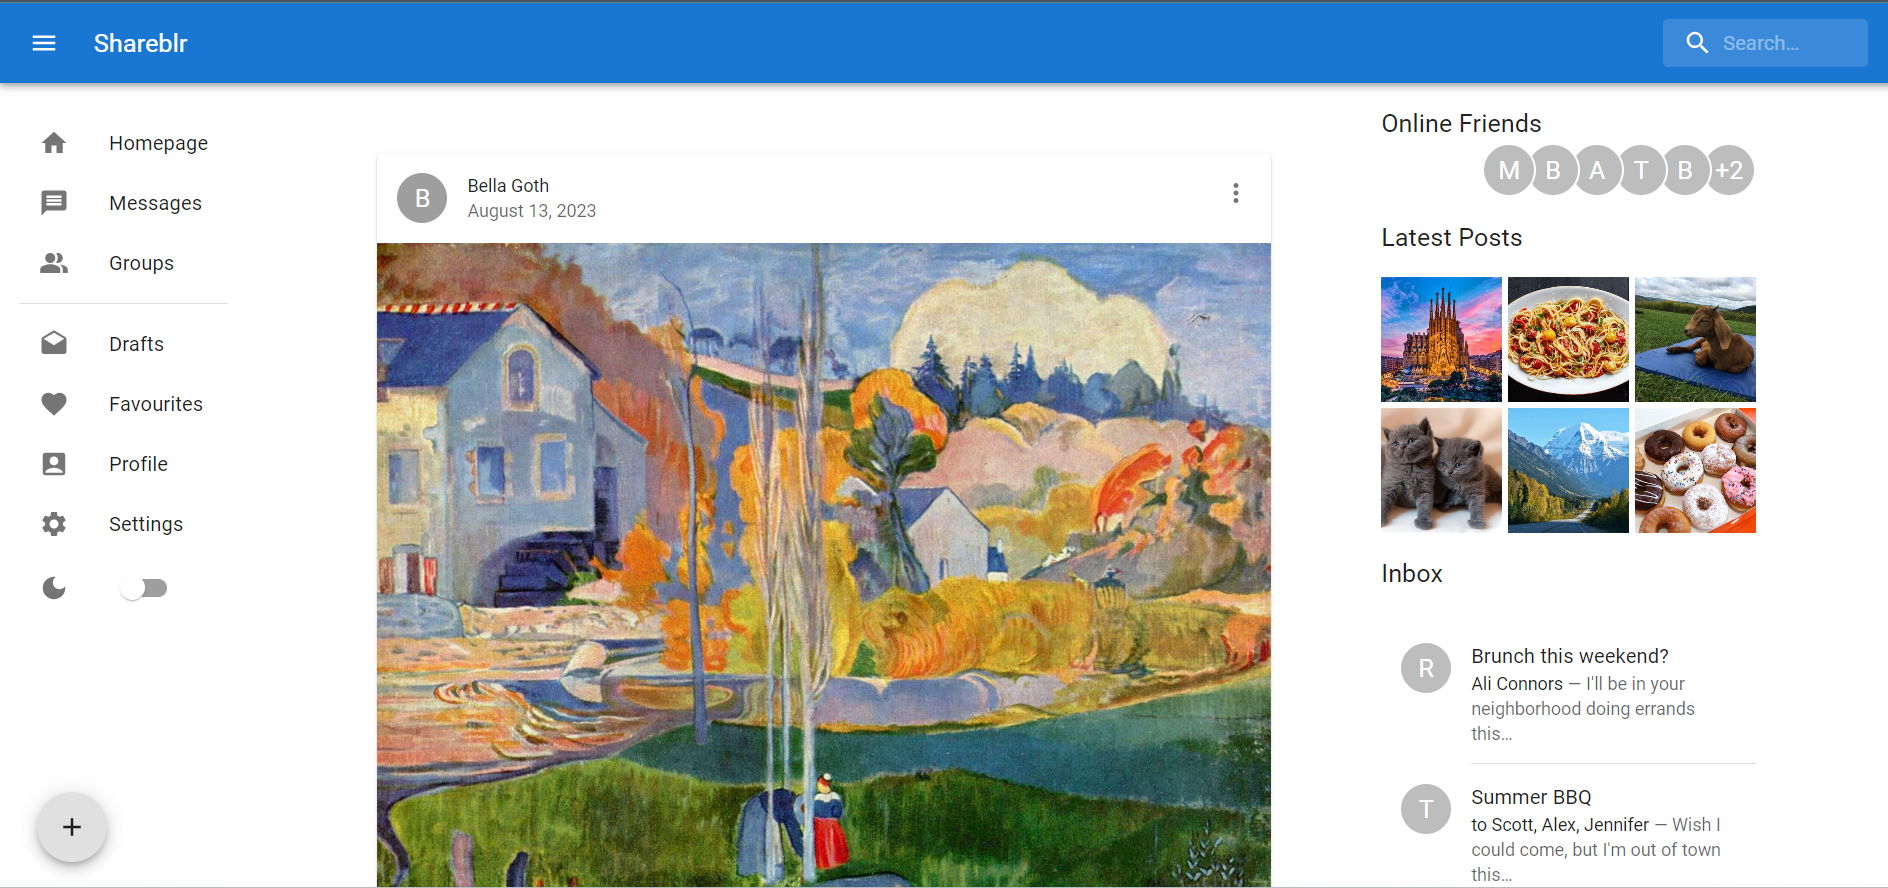 Shareblr
Search...
Homepage
Messages
Groups
Drafts
Favourites
Profile
Settings
B
Bella Goth
August 13, 2023
Online Friends
M B A T B +2
Latest Posts
Inbox
R
Brunch this weekend?
Ali Connors — I'll be in your
neighborhood doing errands
this...
T
Summer BBQ
to Scott, Alex, Jennifer — Wish I
could come, but I'm out of town
this...